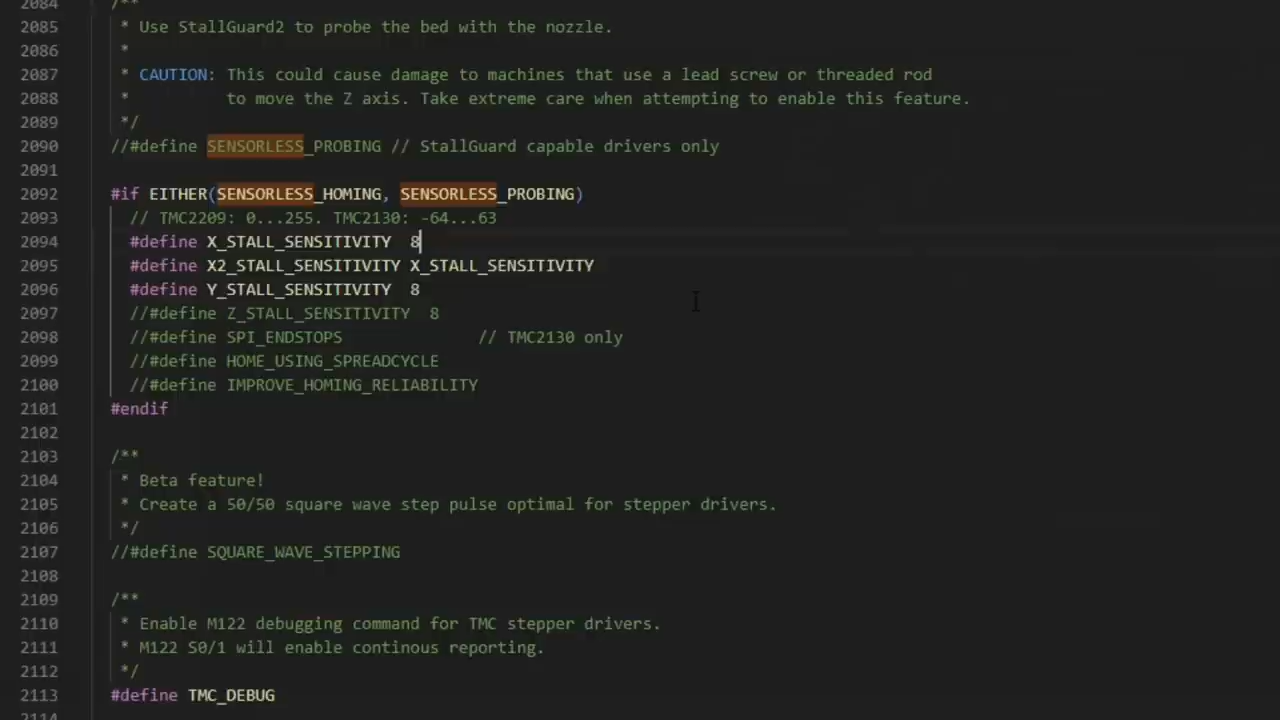 2084 /**
2085 * Use StallGuard2 to probe the bed with the nozzle.
2086 *
2087 * CAUTION: This could cause damage to machines that use a lead screw or threaded rod
2088 * to move the Z axis. Take extreme care when attempting to enable this feature.
2089 */
2090 //#define SENSORLESS_PROBING // StallGuard capable drivers only
2091
2092 #if EITHER(SENSORLESS_HOMING, SENSORLESS_PROBING)
2093 // TMC2209: 0...255. TMC2130: -64...63
2094 #define X_STALL_SENSITIVITY 8
2095 #define X2_STALL_SENSITIVITY X_STALL_SENSITIVITY
2096 #define Y_STALL_SENSITIVITY 8
2097 //#define Z_STALL_SENSITIVITY 8
2098 //#define SPI_ENDSTOPS // TMC2130 only
2099 //#define HOME_USING_SPREADCYCLE
2100 //#define IMPROVE_HOMING_RELIABILITY
2101 #endif
2102
2103 /**
2104 * Beta feature!
2105 * Create a 50/50 square wave step pulse optimal for stepper drivers.
2106 */
2107 //#define SQUARE_WAVE_STEPPING
2108
2109 /**
2110 * Enable M122 debugging command for TMC stepper drivers.
2111 * M122 S0/1 will enable continous reporting.
2112 */
2113 #define TMC_DEBUG
2114